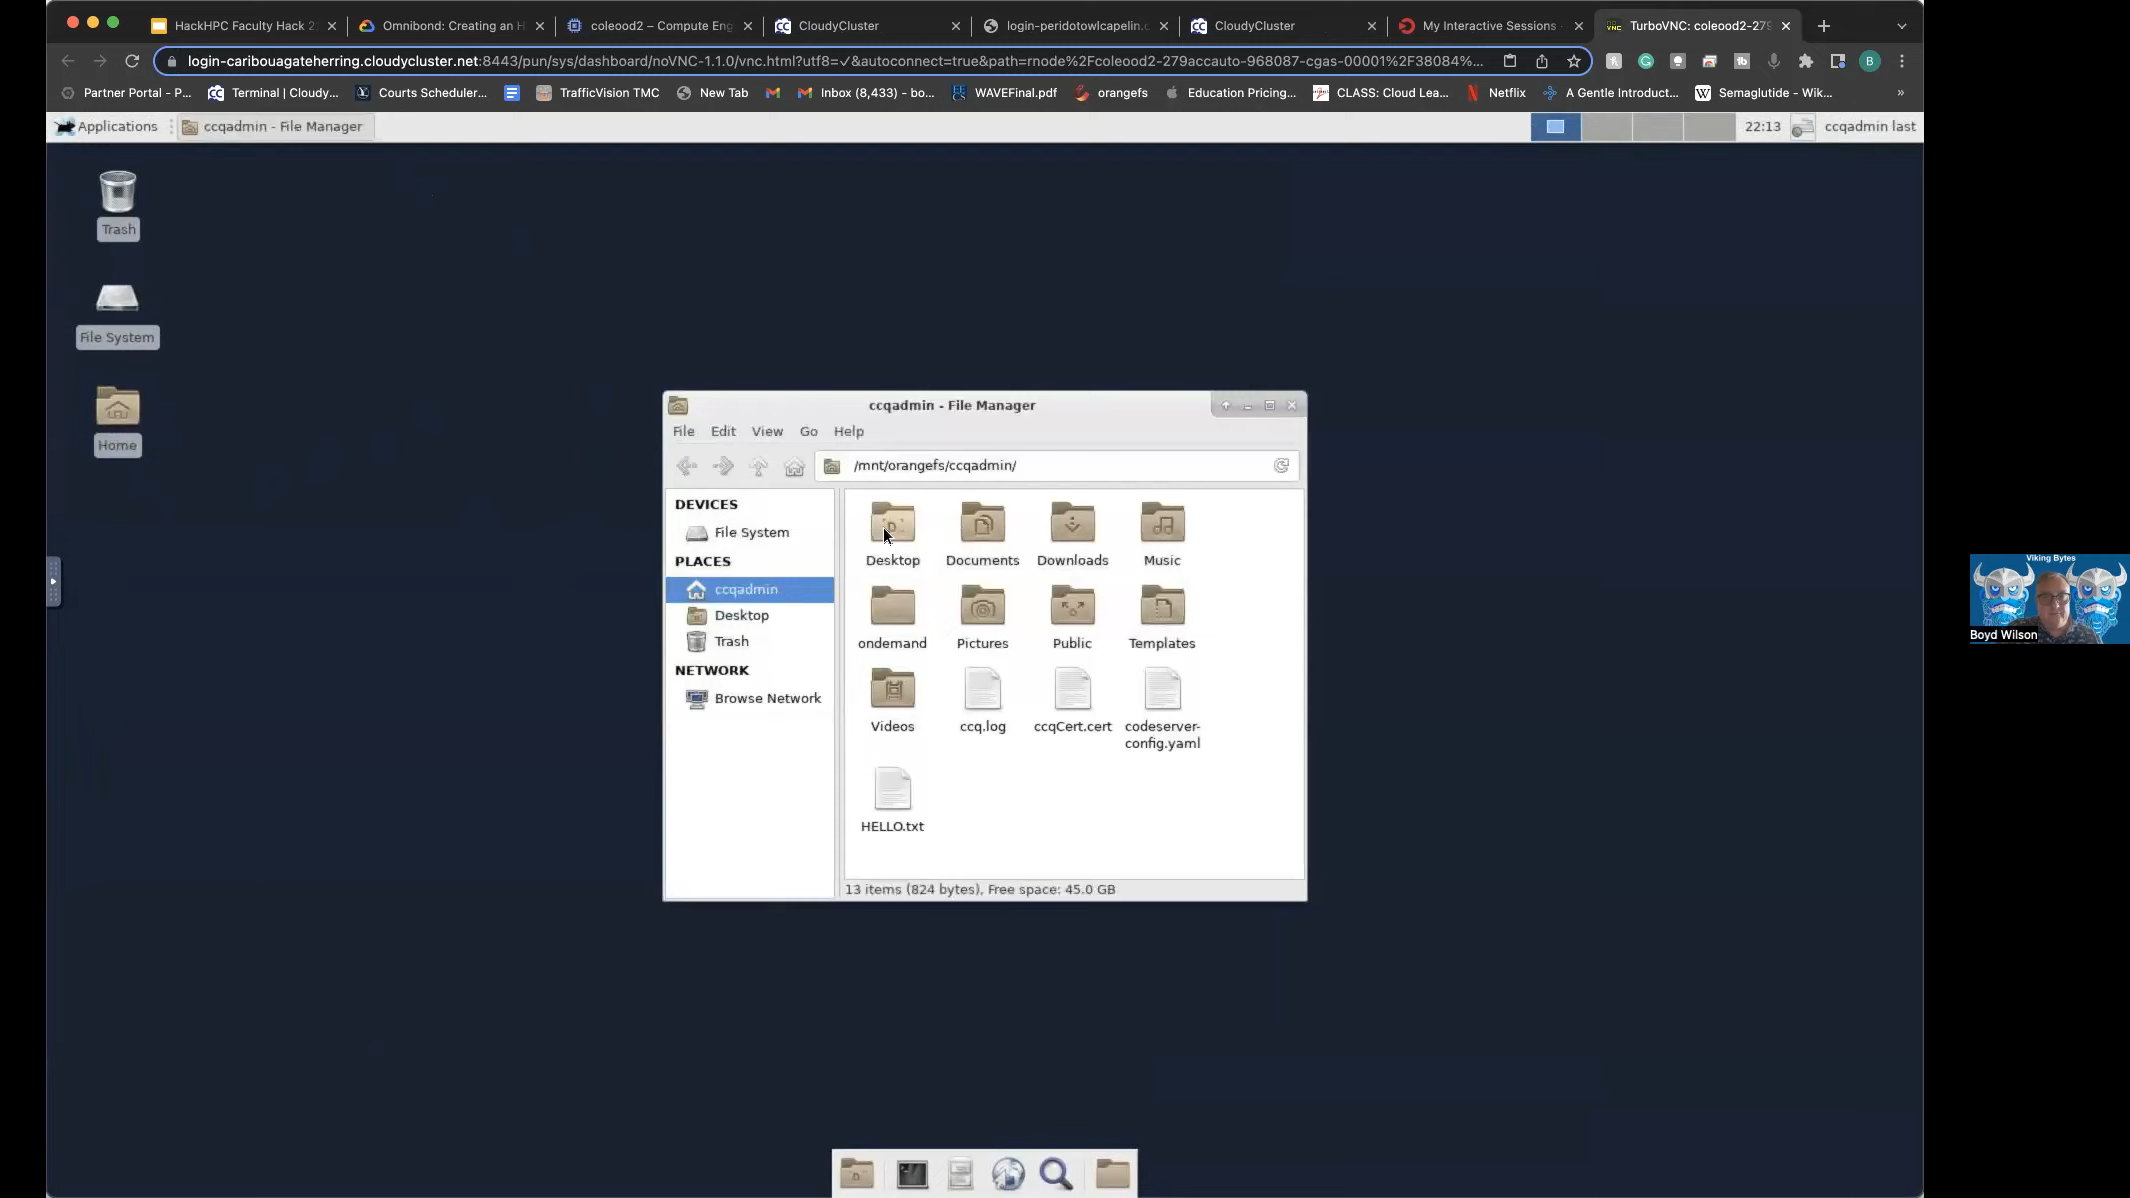 HackHPC Faculty Hack 2
Omnibond: Creating an H
coleood2 – Compute Eng
CloudyCluster
login-peridotowlcapelin.c
CloudyCluster
My Interactive Sessions
TurboVNC: coleood2-279
login-caribouagateherring.cloudycluster.net:8443/pun/sys/dashboard/noVNC-1.1.0/vnc.html?utf8=✓&autoconnect=true&path=rnode%2Fcoleood2-279accauto-968087-cgas-00001%2F38084%...
B
Partner Portal - P...
Terminal | Cloudy...
Courts Scheduler...
TrafficVision TMC
New Tab
Inbox (8,433) - bo...
WAVEFinal.pdf
orangefs
Education Pricing...
CLASS: Cloud Lea...
Netflix
A Gentle Introduct...
Semaglutide - Wik...
»
Applications
ccqadmin - File Manager
22:13
ccqadmin last
Trash
File System
Home
ccqadmin - File Manager
File Edit View Go Help
/mnt/orangefs/ccqadmin/
DEVICES
File System
PLACES
ccqadmin
Desktop
Trash
NETWORK
Browse Network
Desktop Documents Downloads Music
ondemand Pictures Public Templates
Videos ccq.log ccqCert.cert codeserver-
config.yaml
HELLO.txt
13 items (824 bytes), Free space: 45.0 GB
Viking Bytes
Boyd Wilson